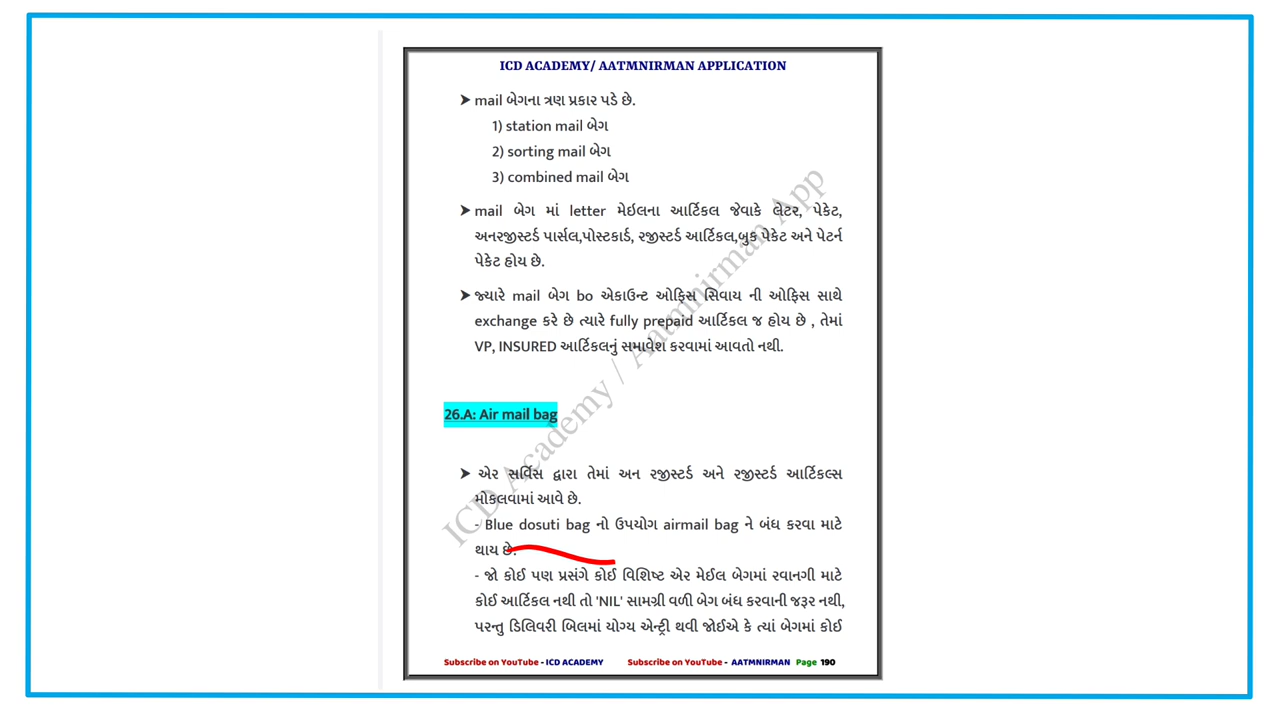 ICD ACADEMY/ AATMNIRMAN APPLICATION
➤ mail બેગના ત્રણ પ્રકાર પડે છે.
1) station mail બેગ
2) sorting mail બેગ
3) combined mail બેગ
➤ mail બેગ માં letter મેઇલના આર્ટિકલ જેવાકે લેટર, પેકેટ,
અનરજીસ્ટર્ડ પાર્સલ,પોસ્ટકાર્ડ, રજીસ્ટર્ડ આર્ટિકલ,બુક પેકેટ અને પેટર્ન
પેકેટ હોય છે.
➤ જ્યારે mail બેગ bo એકાઉન્ટ ઓફિસ સિવાય ની ઓફિસ સાથે
exchange કરે છે ત્યારે fully prepaid આર્ટિકલ જ હોય છે , તેમાં
VP, INSURED આર્ટિકલનું સમાવેશ કરવામાં આવતો નથી.
26.A: Air mail bag
➤ એર સર્વિસ દ્વારા તેમાં અન રજીસ્ટર્ડ અને રજીસ્ટર્ડ આર્ટિકલ્સ
મોકલવામાં આવે છે.
- Blue dosuti bag નો ઉપયોગ airmail bag ને બંધ કરવા માટે
થાય છે.
- જો કોઈ પણ પ્રસંગે કોઈ વિશિષ્ટ એર મેઈલ બેગમાં રવાનગી માટે
કોઈ આર્ટિકલ નથી તો 'NIL' સામગ્રી વળી બેગ બંધ કરવાની જરૂર નથી,
પરન્તુ ડિલિવરી બિલમાં યોગ્ય એન્ટ્રી થવી જોઈએ કે ત્યાં બેગમાં કોઈ
Subscribe on YouTube - ICD ACADEMY Subscribe on YouTube - AATMNIRMAN Page 190
ICD Academy / Aatmnirman App